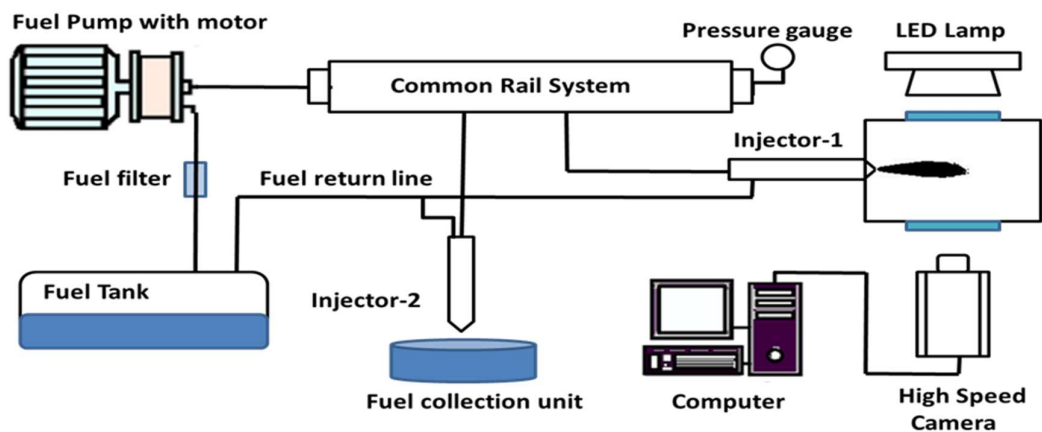 Fuel Pump with motor
Pressure gauge
LED Lamp
Common Rail System
Injector-1
Fuel filter
Fuel return line
Fuel Tank
Injector-2
Fuel collection unit
Computer
High Speed
Camera